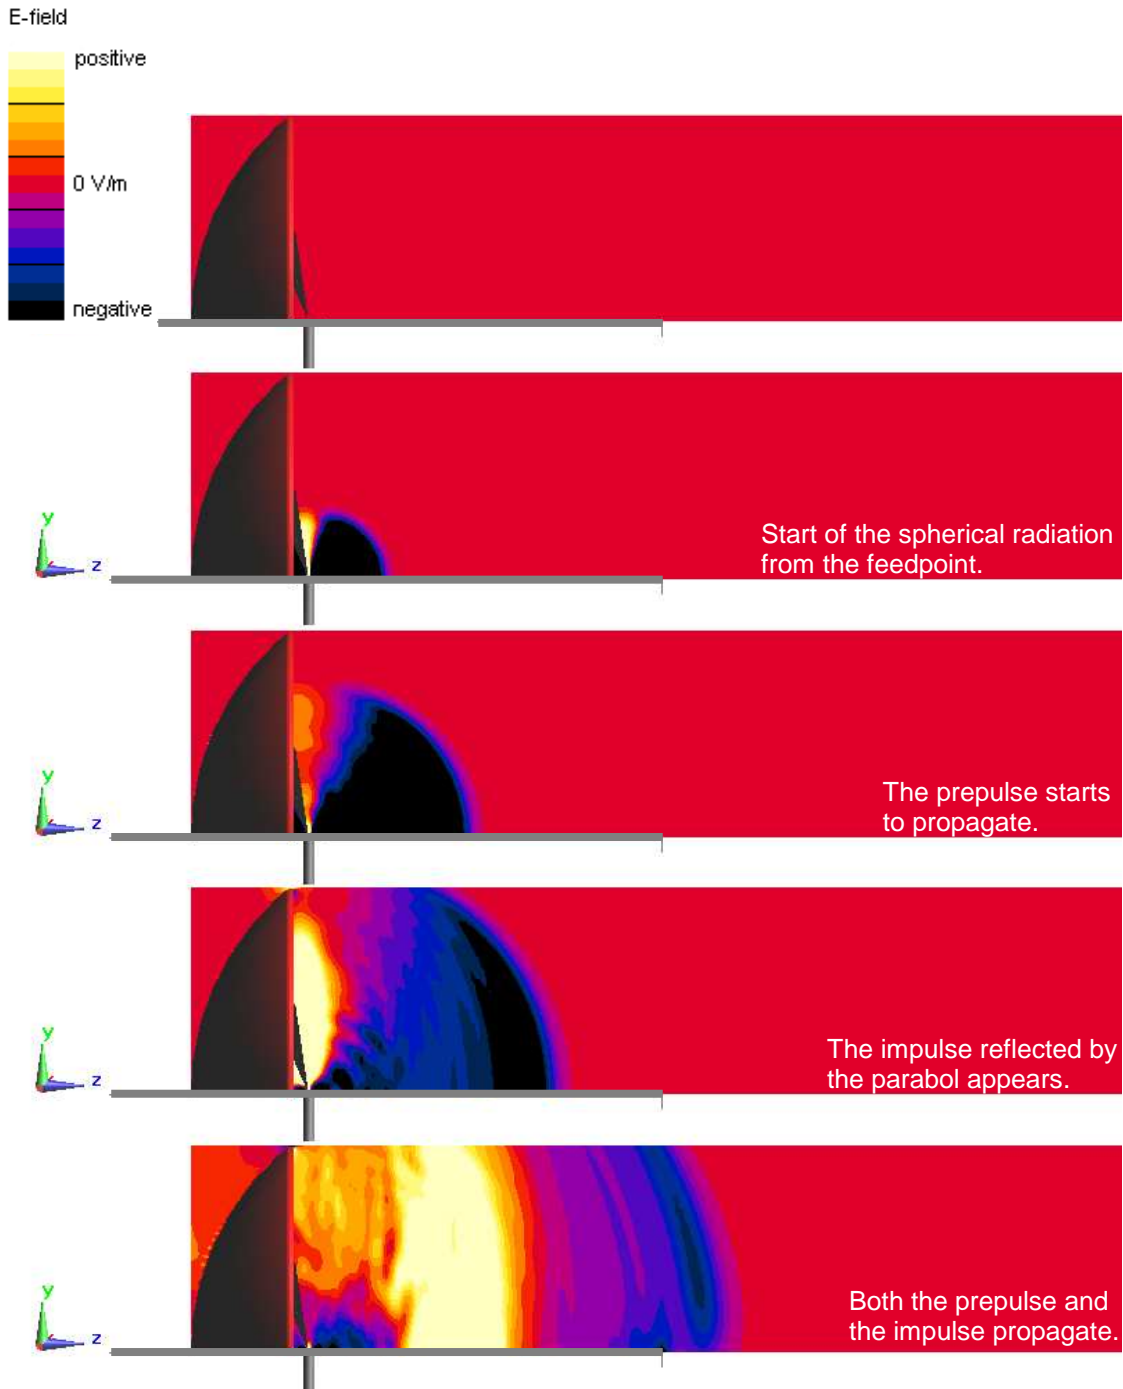 E-field
positive
0 V/m
negative
y
z
Start of the spherical radiation
from the feedpoint.
y
z
The prepulse starts
to propagate.
y
z
The impulse reflected by
the parabol appears.
y
z
Both the prepulse and
the impulse propagate.